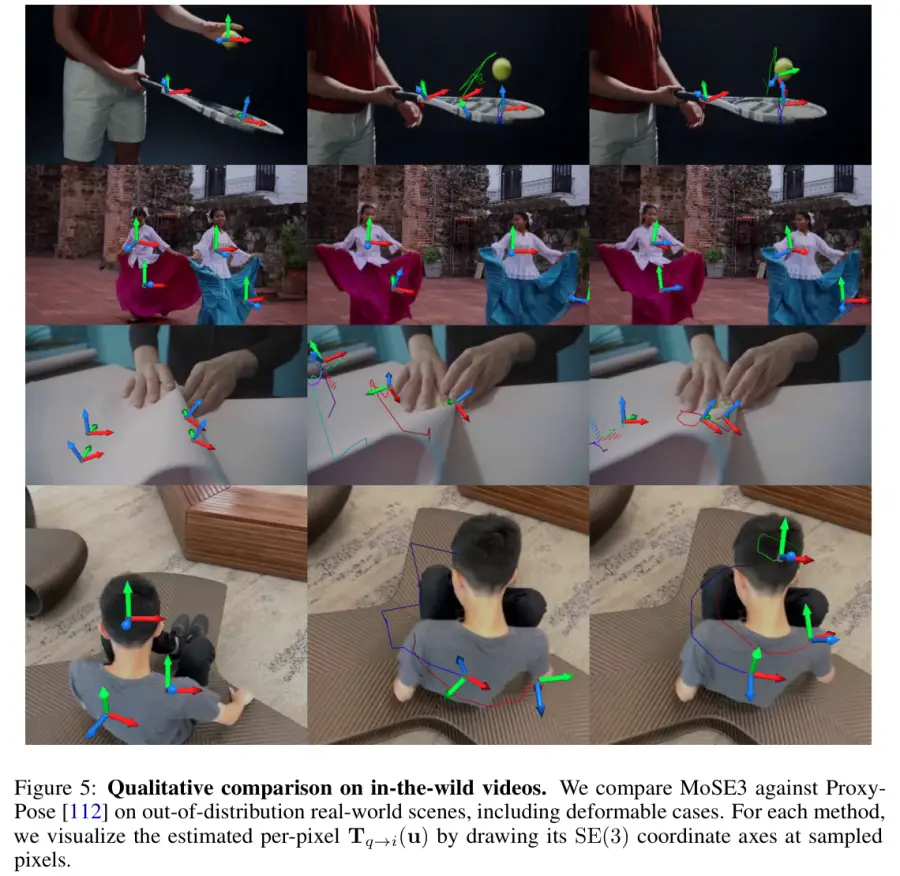 Figure 5: Qualitative comparison on in-the-wild videos. We compare MoSE3 against Proxy-
Pose [112] on out-of-distribution real-world scenes, including deformable cases. For each method,
we visualize the estimated per-pixel T_{q→i}(u) by drawing its SE(3) coordinate axes at sampled
pixels.